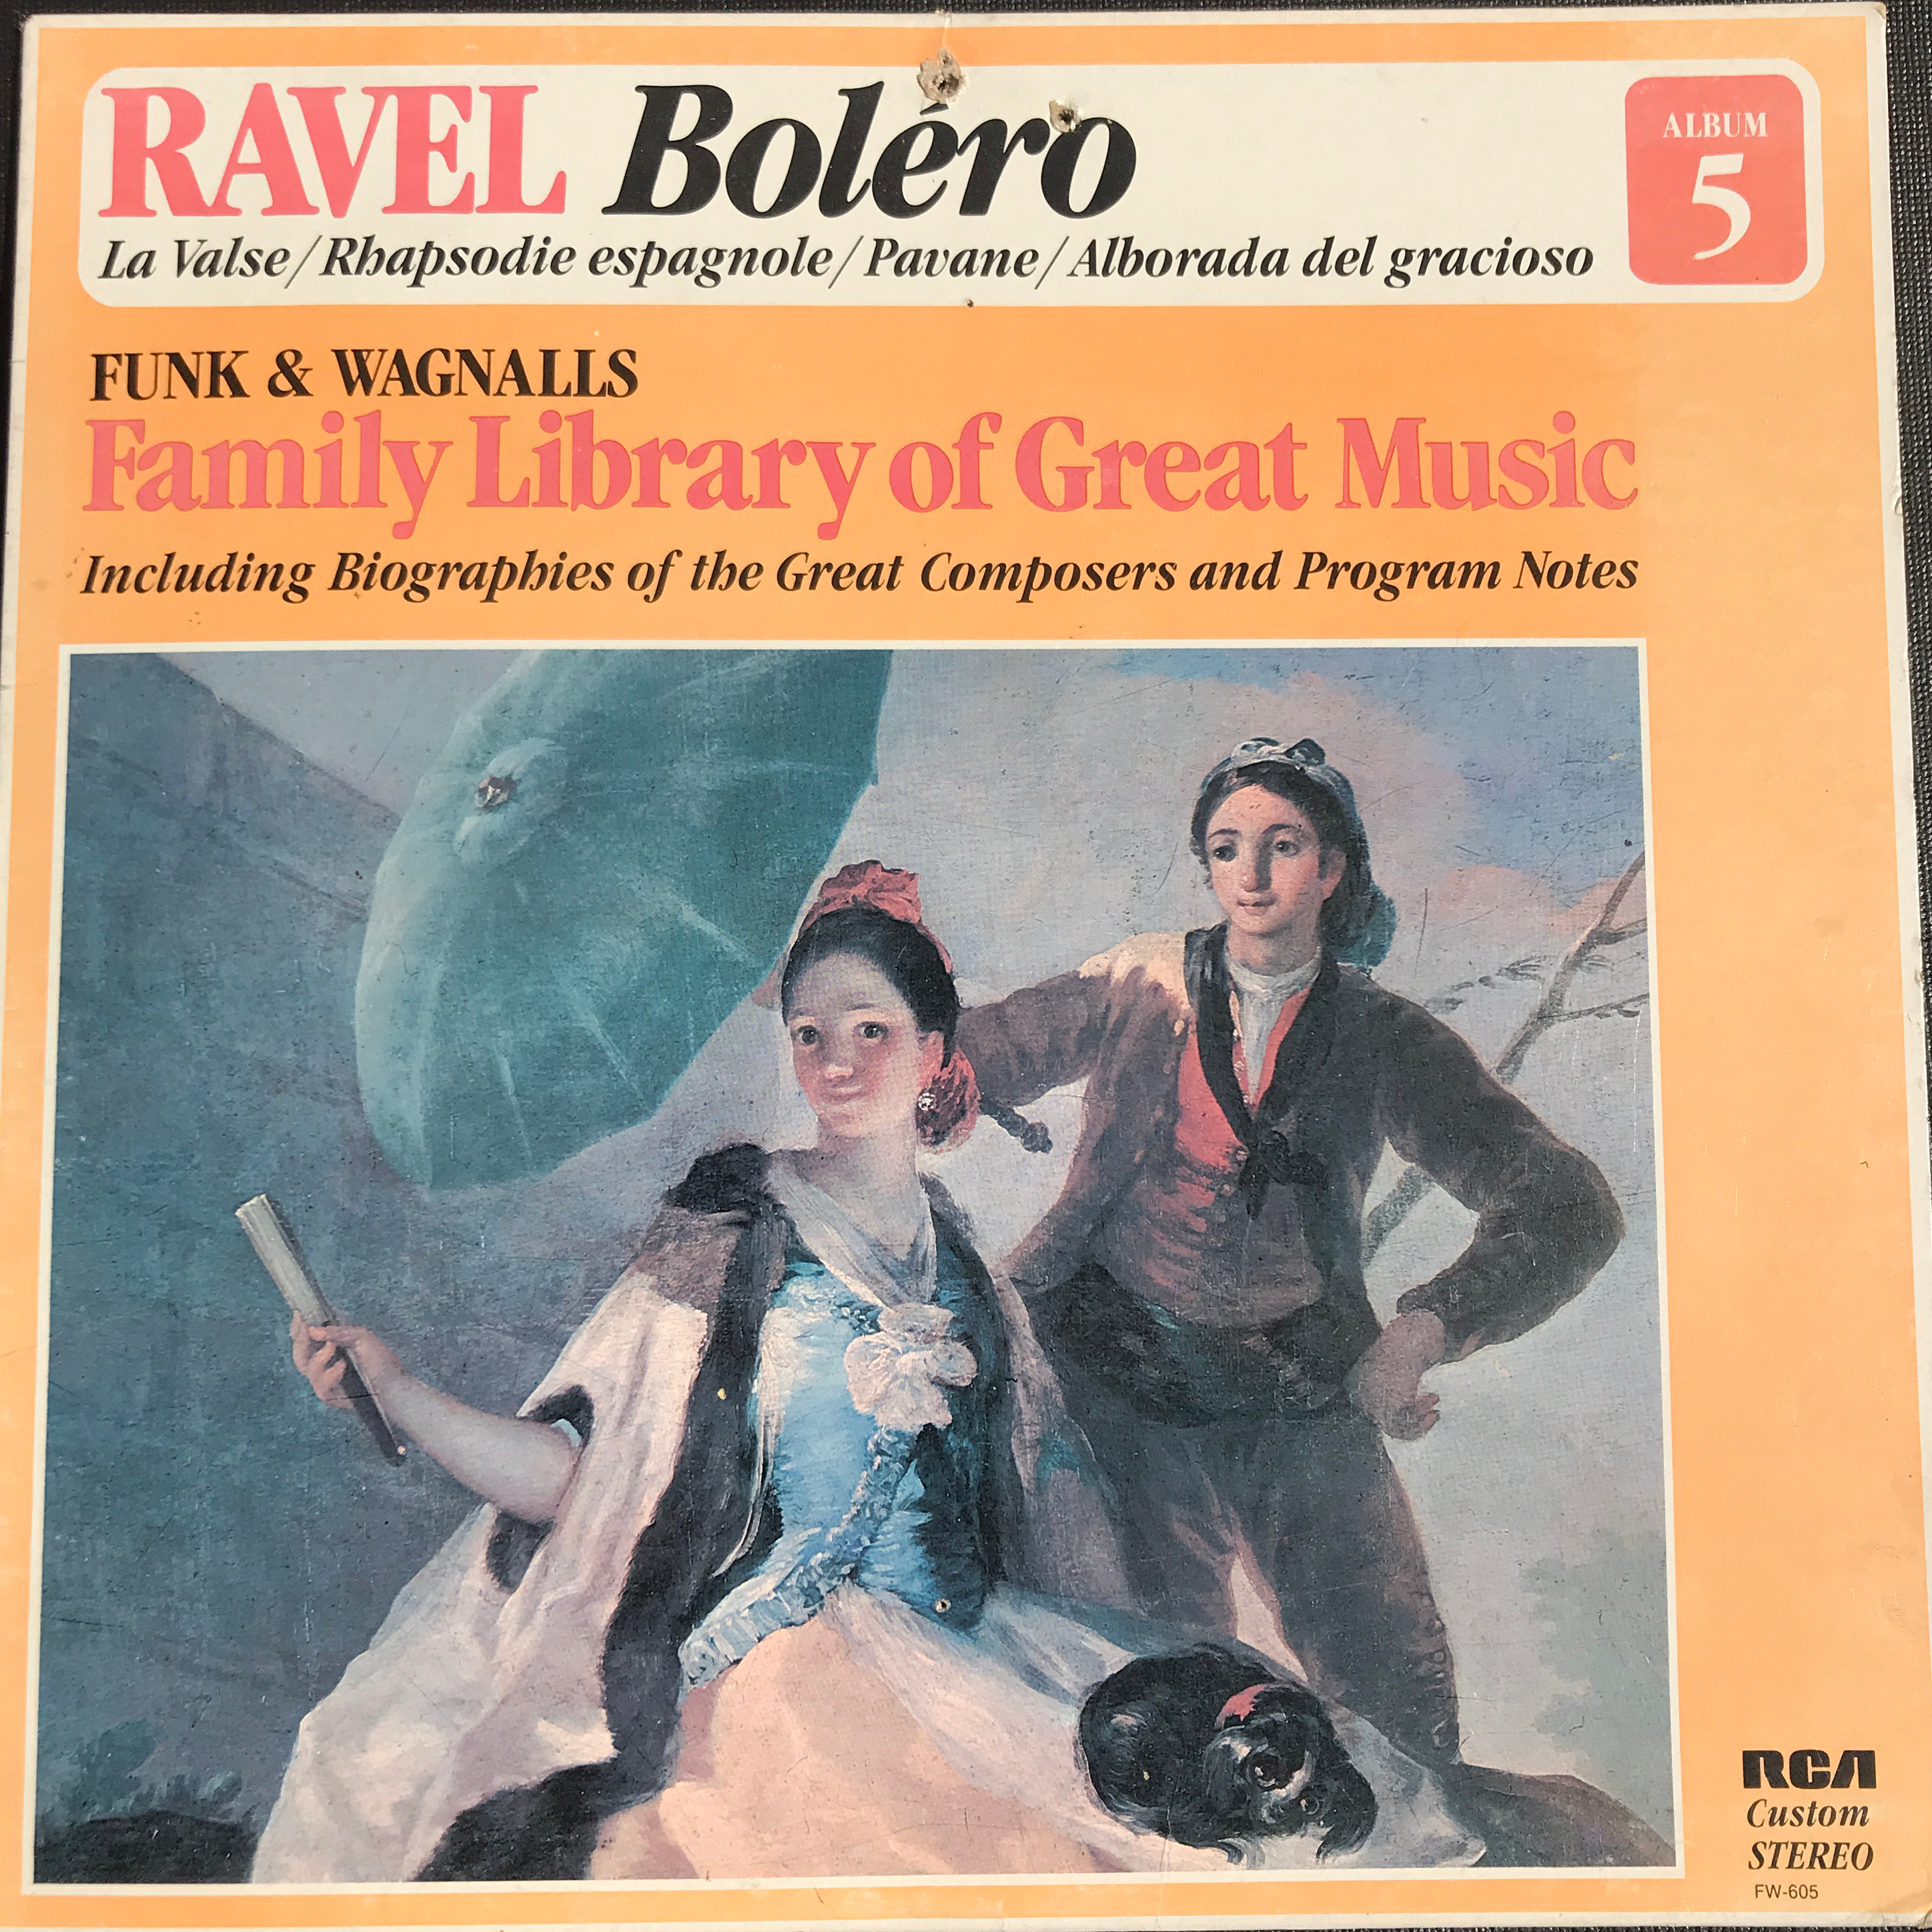 RAVEL Boléro
ALBUM
5
La Valse/Rhapsodie espagnole/Pavane/Alborada del gracioso
FUNK & WAGNALLS
Family Library of Great Music
Including Biographies of the Great Composers and Program Notes
RCA
Custom
STEREO
FW-605